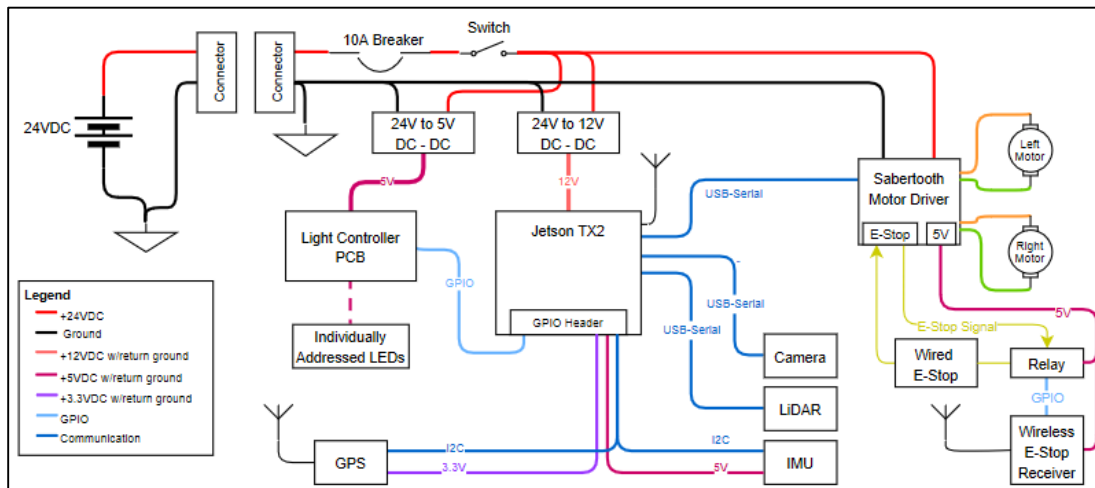 10A Breaker
Switch
Connector
Connector
24VDC
24V to 5V
DC - DC
24V to 12V
DC - DC
5V
12V
USB-Serial
Sabertooth
Motor Driver
E-Stop
5V
Left
Motor
Right
Motor
Light Controller
PCB
Jetson TX2
GPIO Header
GPIO
-
USB-Serial
USB-Serial
Individually
Addressed LEDs
Camera
LiDAR
IMU
GPS
I2C
3.3V
I2C
5V
E-Stop Signal
5V
Wired
E-Stop
Relay
GPIO
Wireless
E-Stop
Receiver
Legend
+24VDC
Ground
+12VDC w/return ground
+5VDC w/return ground
+3.3VDC w/return ground
GPIO
Communication